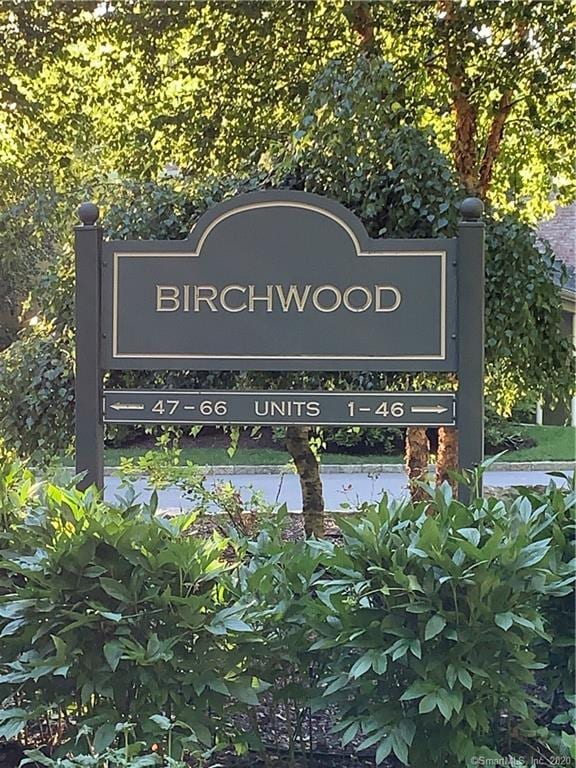 BIRCHWOOD
← 47-66 UNITS 1-46 →
©SmartMLS, Inc. 2020